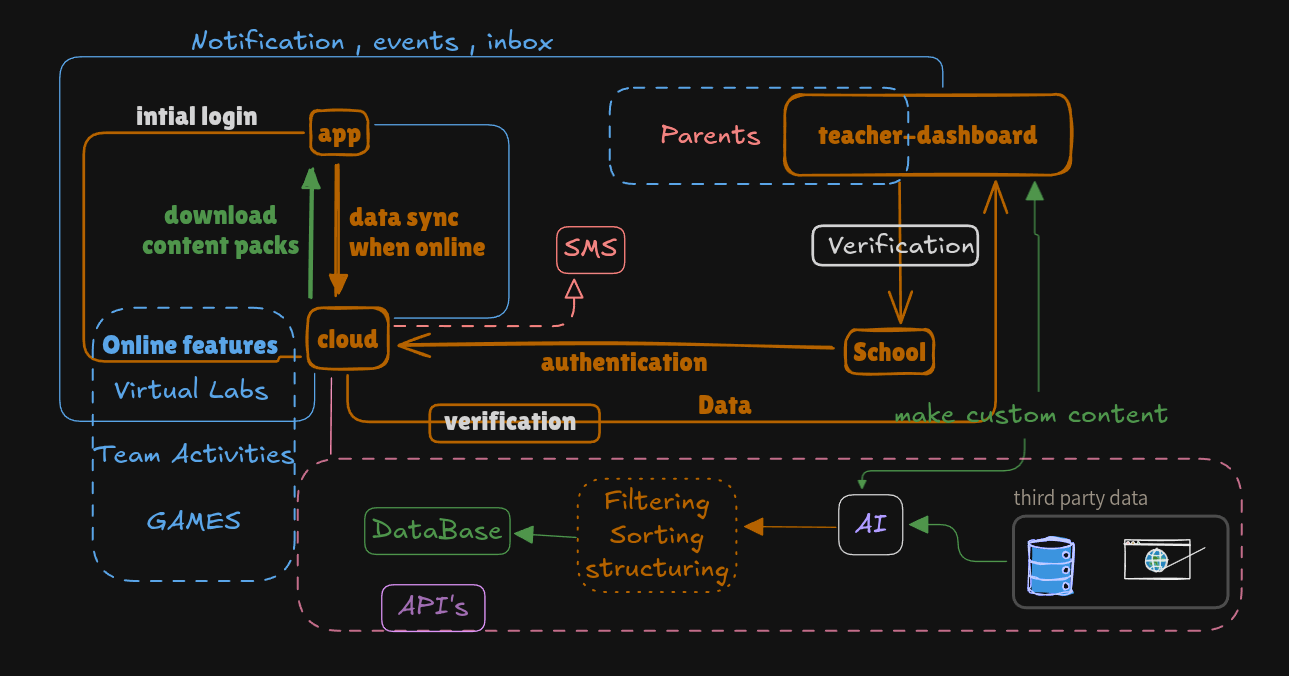 Notification , events , inbox
intial login
app
Parents
teacher-dashboard
download
content packs
data sync
when online
SMS
Verification
Online features
cloud
authentication
School
Virtual Labs
Data
verification
make custom content
Team Activities
GAMES
DataBase
Filtering
Sorting
structuring
AI
third party data
API's